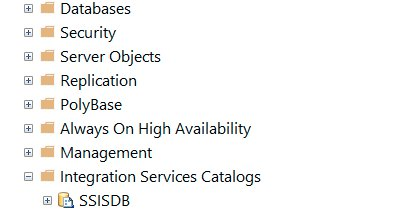 Databases
Security
Server Objects
Replication
PolyBase
Always On High Availability
Management
Integration Services Catalogs
SSISDB